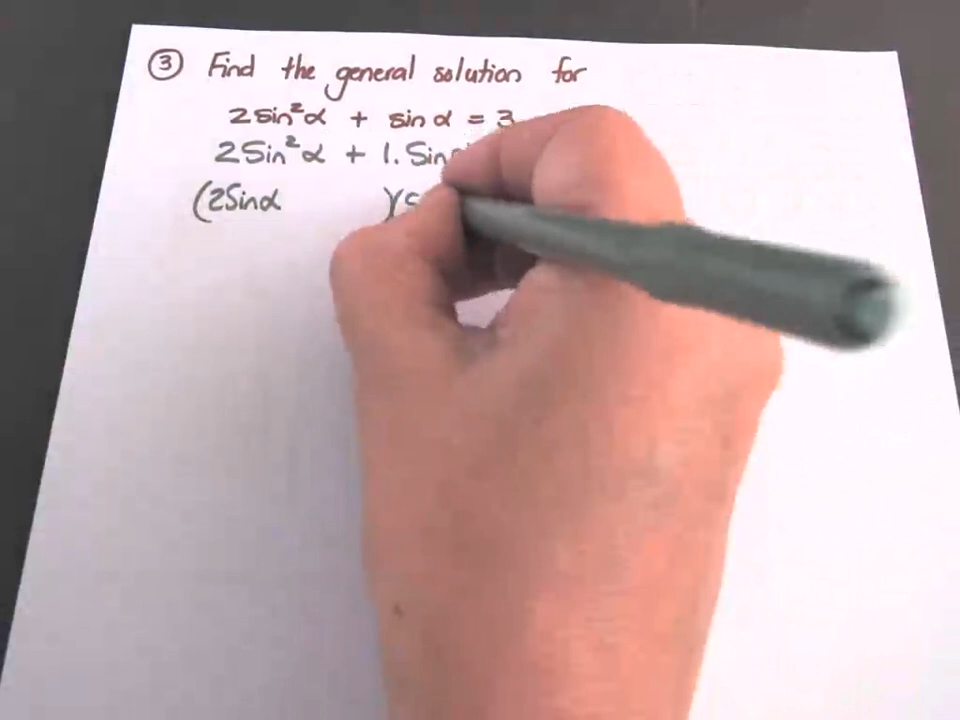 ③ Find the general solution for
2sin²α + sin α = 3
2Sin²α + 1. Sin
(2Sinα )(S